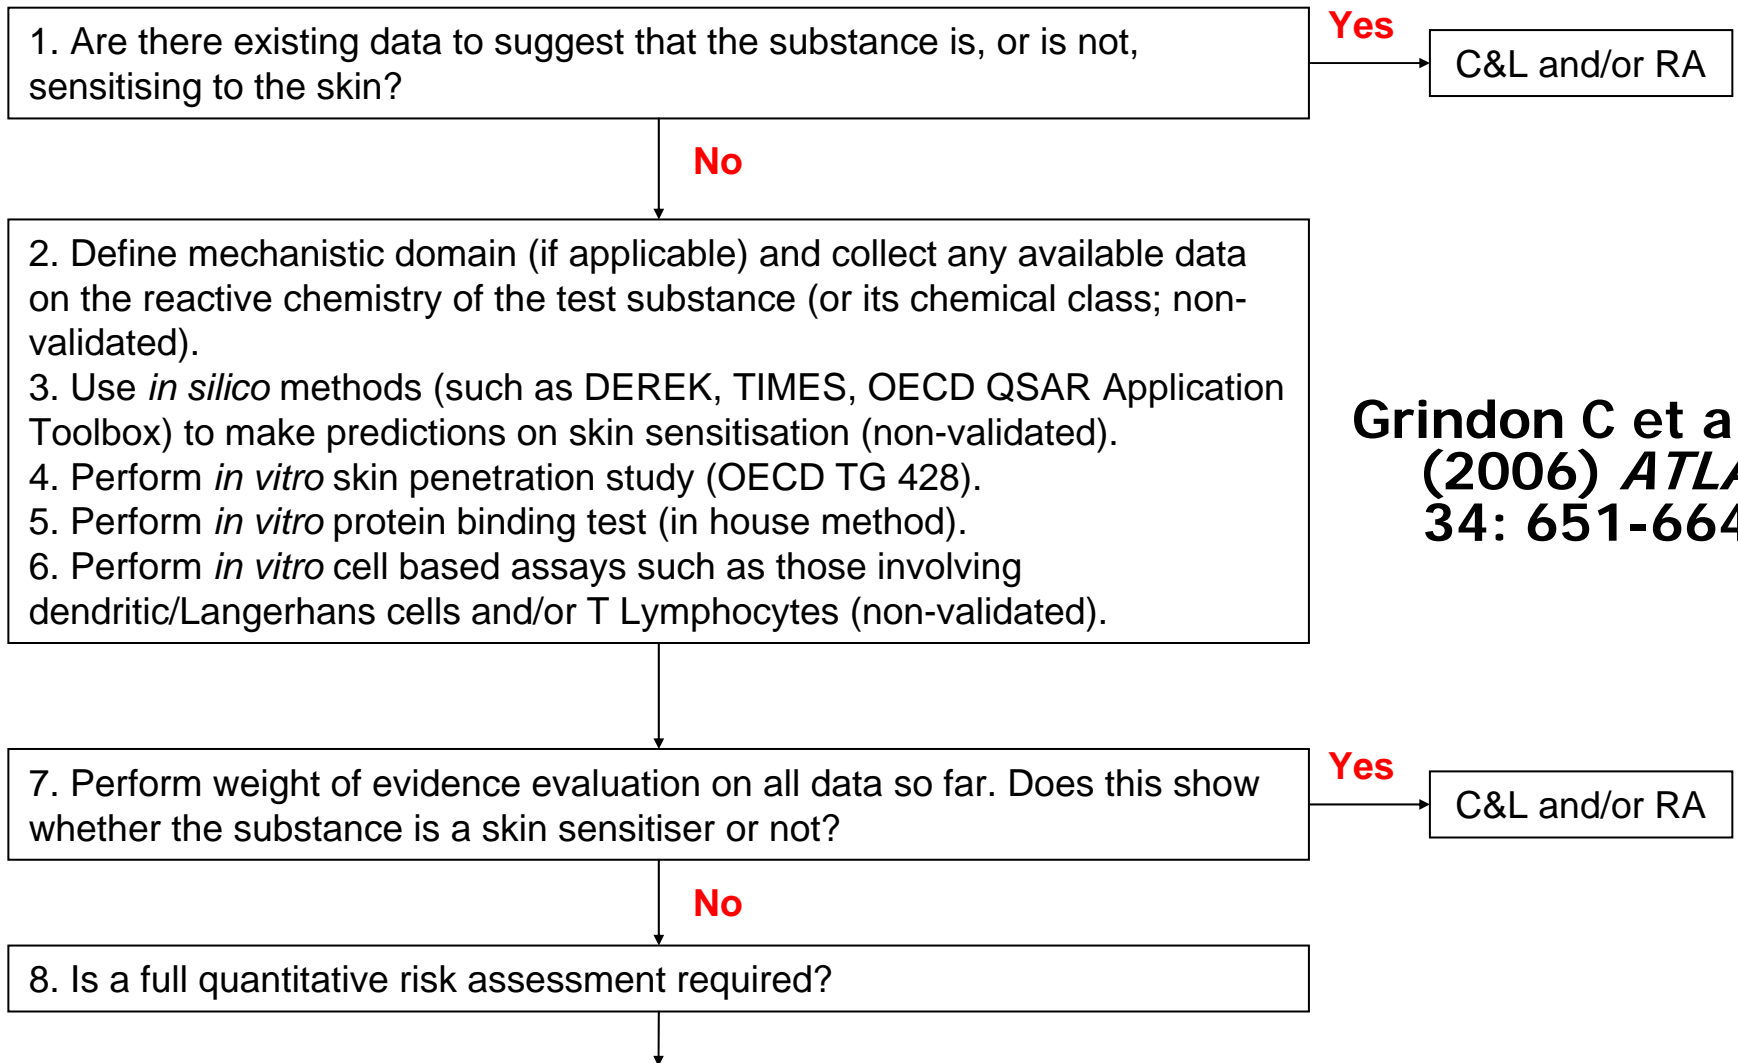 1. Are there existing data to suggest that the substance is, or is not,
sensitising to the skin?
Yes
C&L and/or RA
No
2. Define mechanistic domain (if applicable) and collect any available data
on the reactive chemistry of the test substance (or its chemical class; non-
validated).
3. Use in silico methods (such as DEREK, TIMES, OECD QSAR Application
Toolbox) to make predictions on skin sensitisation (non-validated).
4. Perform in vitro skin penetration study (OECD TG 428).
5. Perform in vitro protein binding test (in house method).
6. Perform in vitro cell based assays such as those involving
dendritic/Langerhans cells and/or T Lymphocytes (non-validated).
Grindon C et a
(2006) ATLA
34: 651-664
7. Perform weight of evidence evaluation on all data so far. Does this show
whether the substance is a skin sensitiser or not?
Yes
C&L and/or RA
No
8. Is a full quantitative risk assessment required?